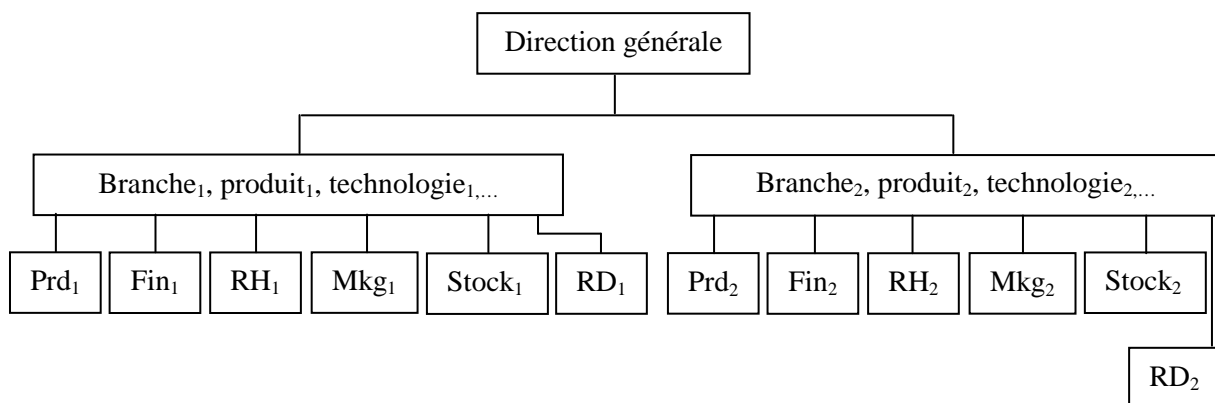 Direction générale
Branche₁, produit₁, technologie₁,...
Branche₂, produit₂, technologie₂,...
Prd₁
Fin₁
RH₁
Mkg₁
Stock₁
RD₁
Prd₂
Fin₂
RH₂
Mkg₂
Stock₂
RD₂